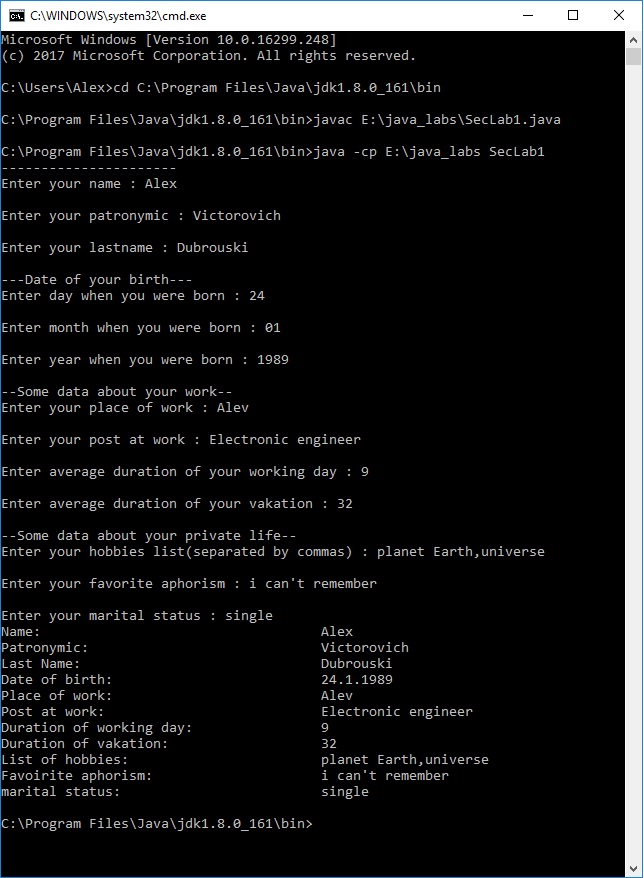 C:\WINDOWS\system32\cmd.exe
Microsoft Windows [Version 10.0.16299.248]
(c) 2017 Microsoft Corporation. All rights reserved.
C:\Users\Alex>cd C:\Program Files\Java\jdk1.8.0_161\bin
C:\Program Files\Java\jdk1.8.0_161\bin>javac E:\java_labs\SecLab1.java
C:\Program Files\Java\jdk1.8.0_161\bin>java -cp E:\java_labs SecLab1
----------------------
Enter your name : Alex
Enter your patronymic : Victorovich
Enter your lastname : Dubrouski
---Date of your birth---
Enter day when you were born : 24
Enter month when you were born : 01
Enter year when you were born : 1989
--Some data about your work--
Enter your place of work : Alev
Enter your post at work : Electronic engineer
Enter average duration of your working day : 9
Enter average duration of your vakation : 32
--Some data about your private life--
Enter your hobbies list(separated by commas) : planet Earth,universe
Enter your favorite aphorism : i can't remember
Enter your marital status : single
Name: Alex
Patronymic: Victorovich
Last Name: Dubrouski
Date of birth: 24.1.1989
Place of work: Alev
Post at work: Electronic engineer
Duration of working day: 9
Duration of vakation: 32
List of hobbies: planet Earth,universe
Favoirite aphorism: i can't remember
marital status: single
C:\Program Files\Java\jdk1.8.0_161\bin>